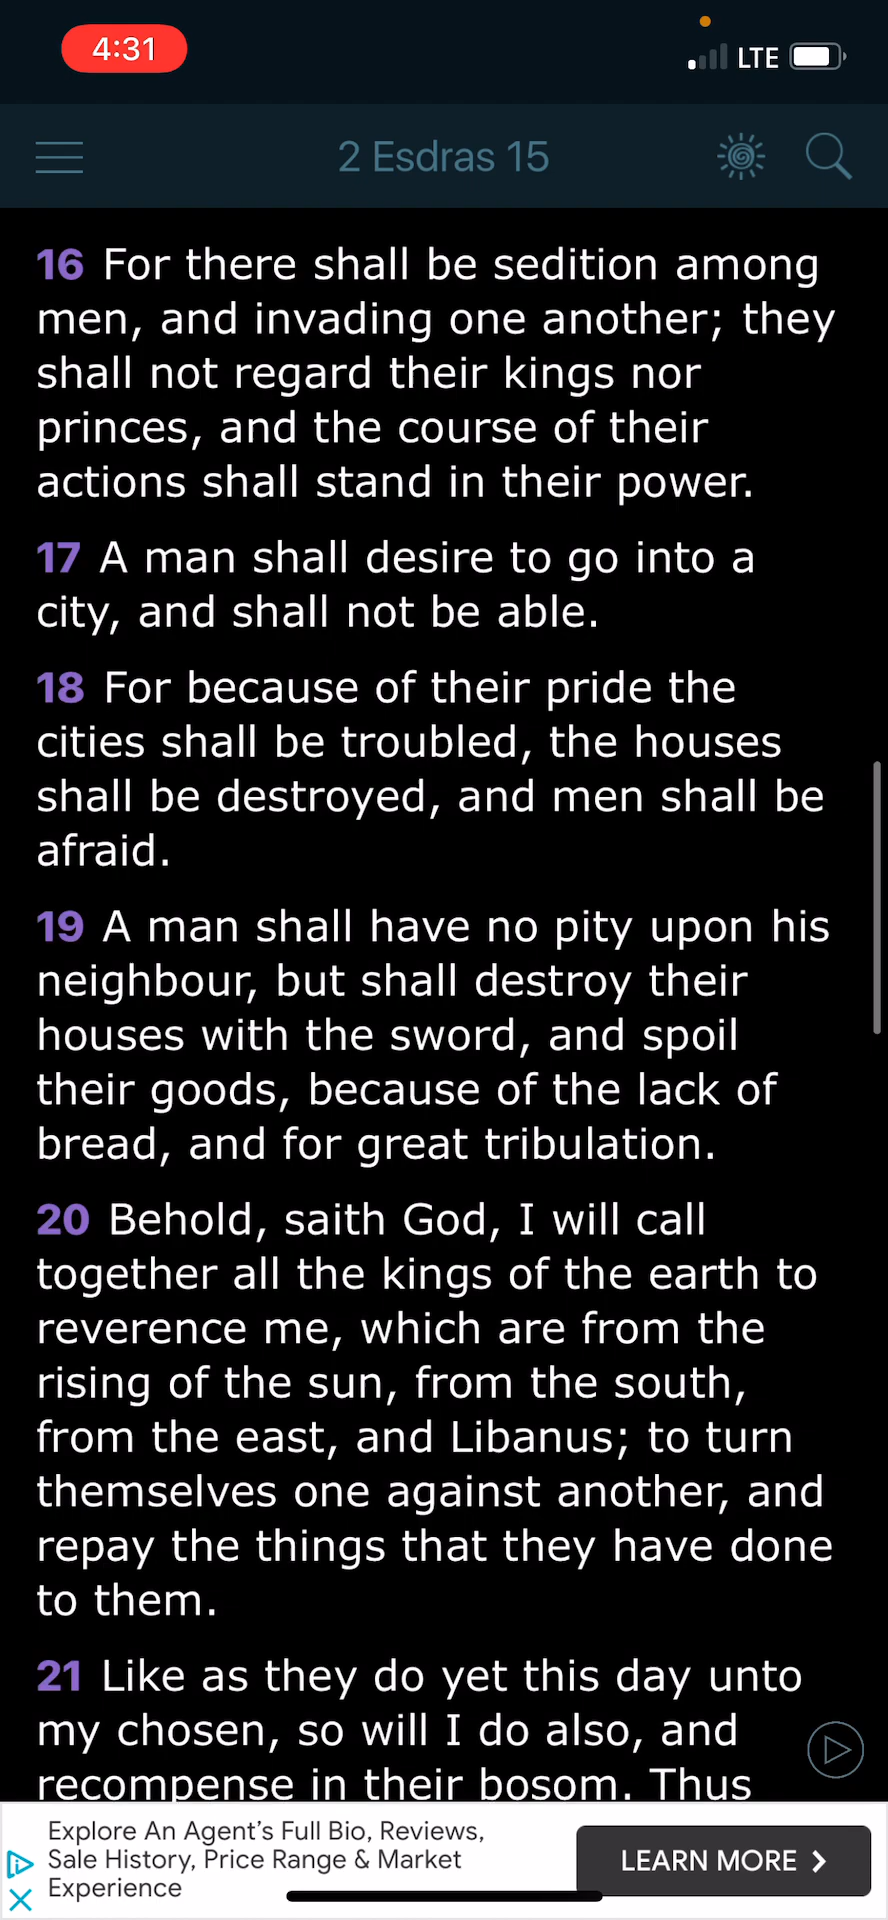 4:31
LTE
2 Esdras 15
16 For there shall be sedition among
men, and invading one another; they
shall not regard their kings nor
princes, and the course of their
actions shall stand in their power.
17 A man shall desire to go into a
city, and shall not be able.
18 For because of their pride the
cities shall be troubled, the houses
shall be destroyed, and men shall be
afraid.
19 A man shall have no pity upon his
neighbour, but shall destroy their
houses with the sword, and spoil
their goods, because of the lack of
bread, and for great tribulation.
20 Behold, saith God, I will call
together all the kings of the earth to
reverence me, which are from the
rising of the sun, from the south,
from the east, and Libanus; to turn
themselves one against another, and
repay the things that they have done
to them.
21 Like as they do yet this day unto
my chosen, so will I do also, and
recompense in their bosom. Thus
Explore An Agent's Full Bio, Reviews,
Sale History, Price Range & Market
Experience
LEARN MORE